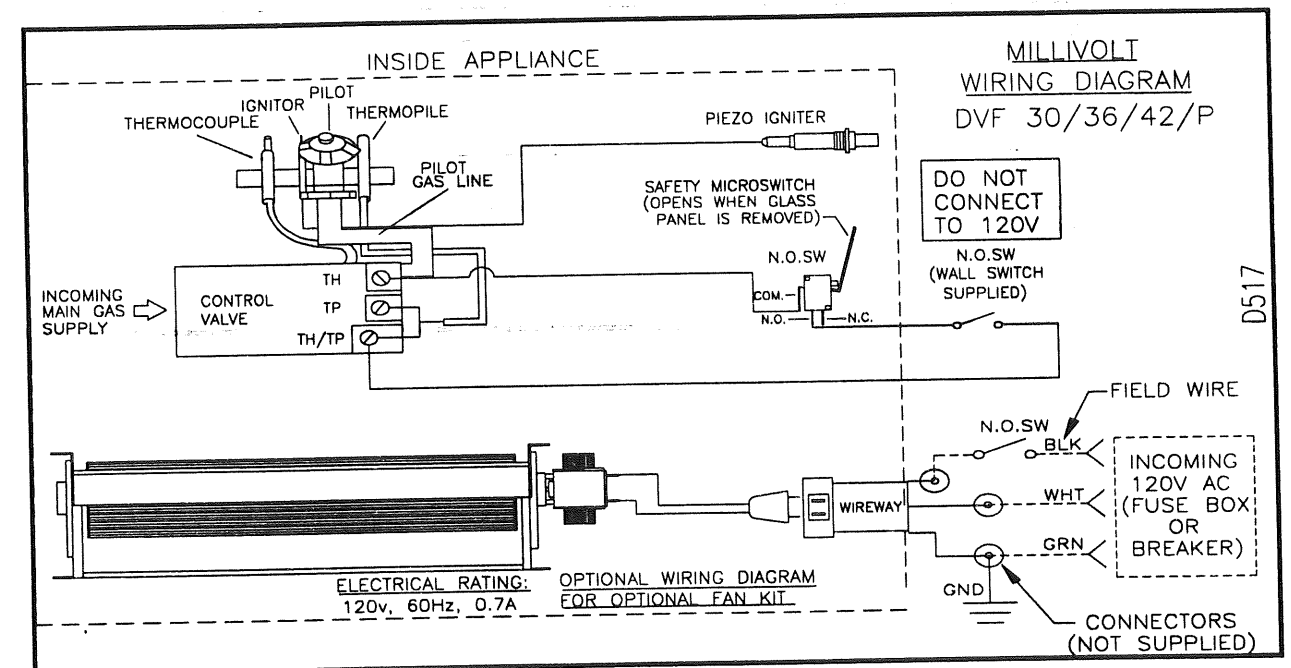 INSIDE APPLIANCE
MILLIVOLT
WIRING DIAGRAM
DVF 30/36/42/P
PILOT
IGNITOR
THERMOPILE
THERMOCOUPLE
PILOT
GAS LINE
PIEZO IGNITER
SAFETY MICROSWITCH
(OPENS WHEN GLASS
PANEL IS REMOVED)
DO NOT
CONNECT
TO 120V
N.O.SW
N.O.SW
(WALL SWITCH
SUPPLIED)
D517
INCOMING
MAIN GAS
SUPPLY
CONTROL
VALVE
TH
TP
TH/TP
COM.
N.O.
N.C.
FIELD WIRE
N.O.SW
BLK
WHT
GRN
GND
INCOMING
120V AC
(FUSE BOX
OR
BREAKER)
WIREWAY
ELECTRICAL RATING:
120v, 60Hz, 0.7A
OPTIONAL WIRING DIAGRAM
FOR OPTIONAL FAN KIT
CONNECTORS
(NOT SUPPLIED)